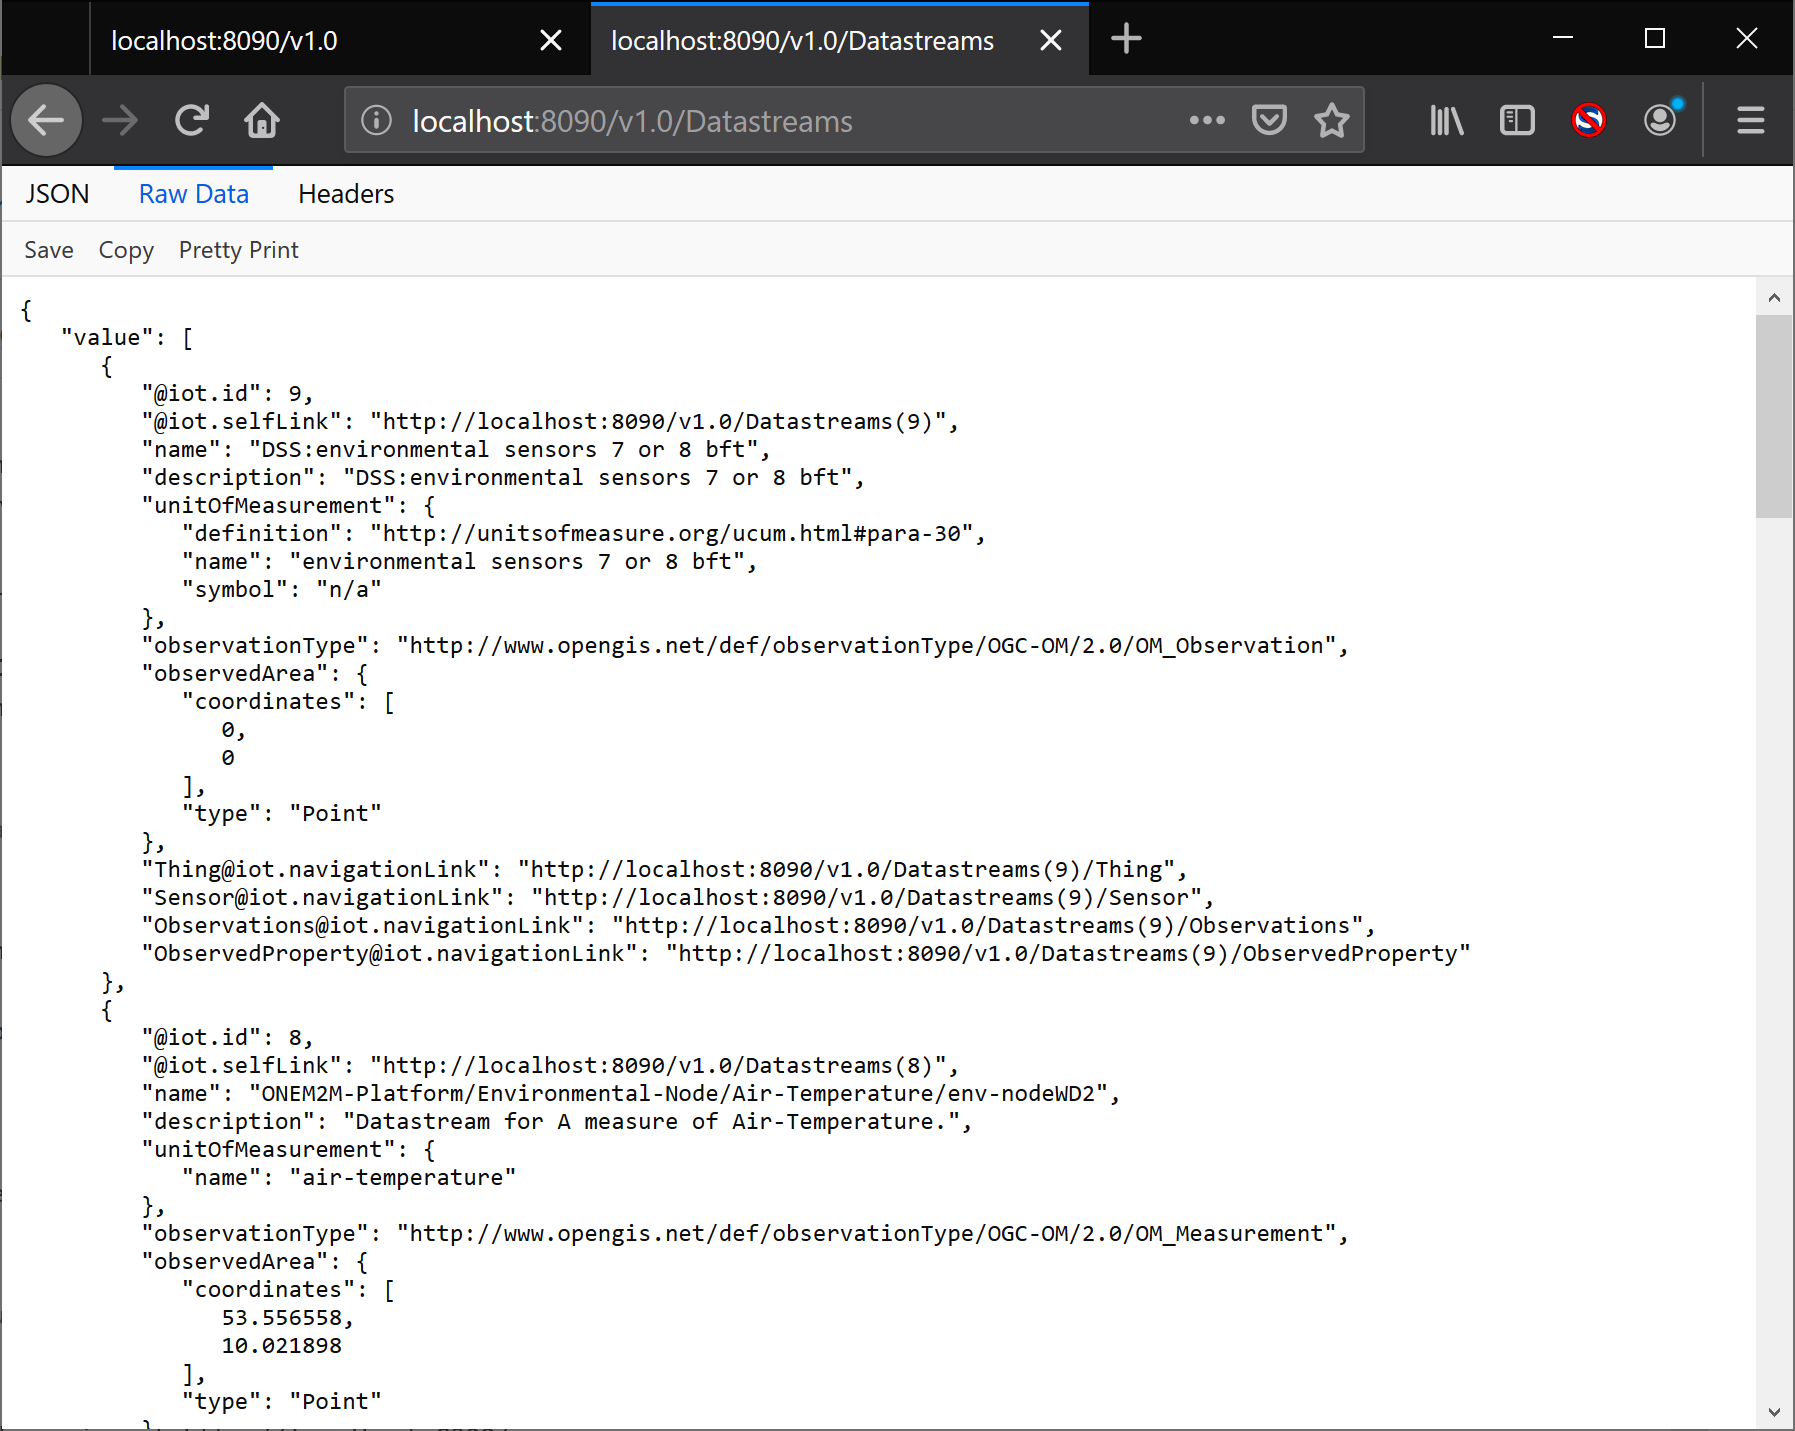 localhost:8090/v1.0
localhost:8090/v1.0/Datastreams
localhost:8090/v1.0/Datastreams
JSON Raw Data Headers
Save Copy Pretty Print
{
   "value": [
      {
         "@iot.id": 9,
         "@iot.selfLink": "http://localhost:8090/v1.0/Datastreams(9)",
         "name": "DSS:environmental sensors 7 or 8 bft",
         "description": "DSS:environmental sensors 7 or 8 bft",
         "unitOfMeasurement": {
            "definition": "http://unitsofmeasure.org/ucum.html#para-30",
            "name": "environmental sensors 7 or 8 bft",
            "symbol": "n/a"
         },
         "observationType": "http://www.opengis.net/def/observationType/OGC-OM/2.0/OM_Observation",
         "observedArea": {
            "coordinates": [
               0,
               0
            ],
            "type": "Point"
         },
         "Thing@iot.navigationLink": "http://localhost:8090/v1.0/Datastreams(9)/Thing",
         "Sensor@iot.navigationLink": "http://localhost:8090/v1.0/Datastreams(9)/Sensor",
         "Observations@iot.navigationLink": "http://localhost:8090/v1.0/Datastreams(9)/Observations",
         "ObservedProperty@iot.navigationLink": "http://localhost:8090/v1.0/Datastreams(9)/ObservedProperty"
      },
      {
         "@iot.id": 8,
         "@iot.selfLink": "http://localhost:8090/v1.0/Datastreams(8)",
         "name": "ONEM2M-Platform/Environmental-Node/Air-Temperature/env-nodeWD2",
         "description": "Datastream for A measure of Air-Temperature.",
         "unitOfMeasurement": {
            "name": "air-temperature"
         },
         "observationType": "http://www.opengis.net/def/observationType/OGC-OM/2.0/OM_Measurement",
         "observedArea": {
            "coordinates": [
               53.556558,
               10.021898
            ],
            "type": "Point"